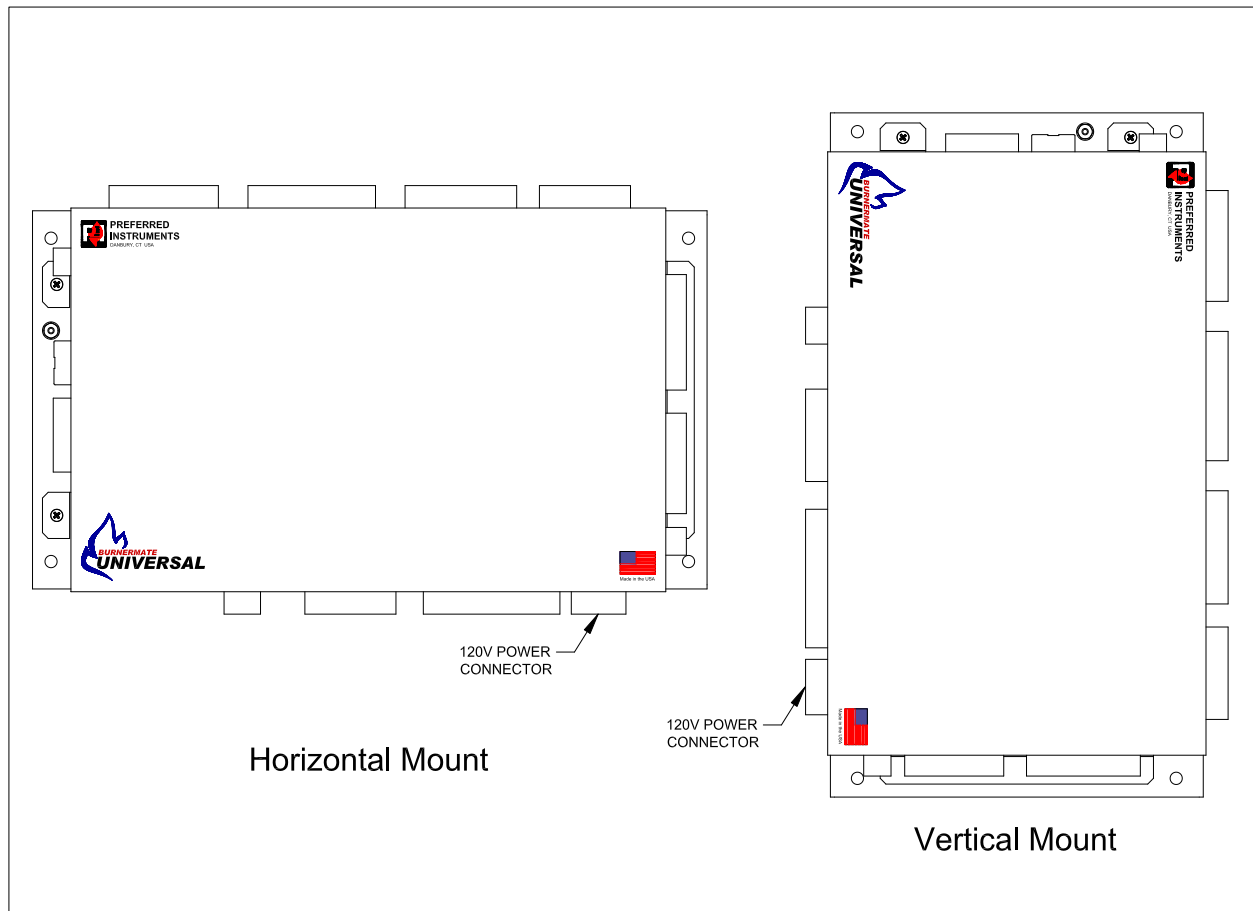 PREFERRED
INSTRUMENTS
DANBURY, CT USA
BURNERMATE
UNIVERSAL
Made in the USA
120V POWER
CONNECTOR
Horizontal Mount
BURNERMATE
UNIVERSAL
PREFERRED
INSTRUMENTS
DANBURY, CT USA
Made in the USA
120V POWER
CONNECTOR
Vertical Mount